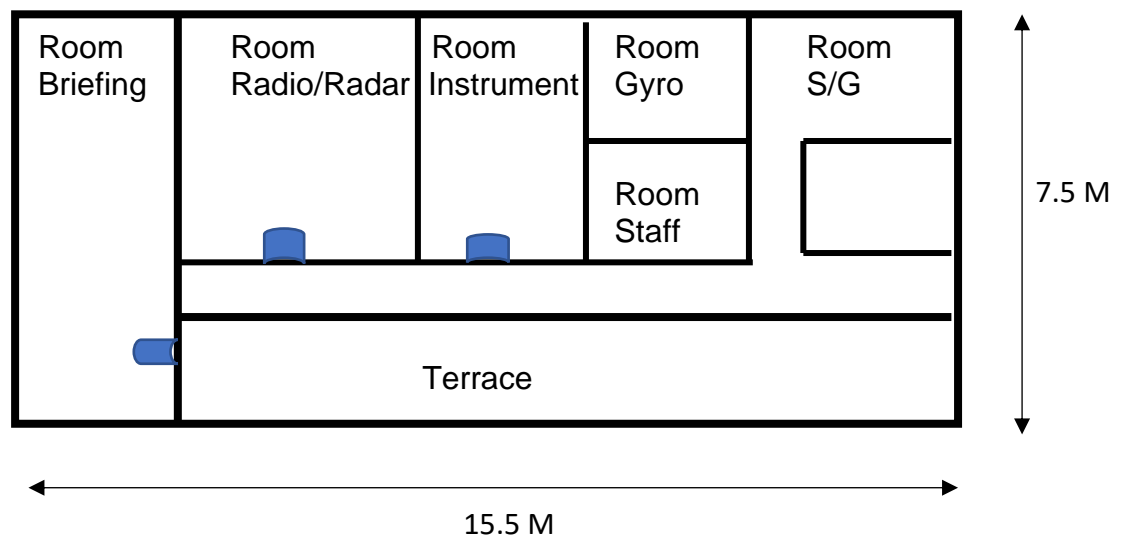 Room
Briefing
Room
Radio/Radar
Room
Instrument
Room
Gyro
Room
S/G
Room
Staff
7.5 M
Terrace
15.5 M